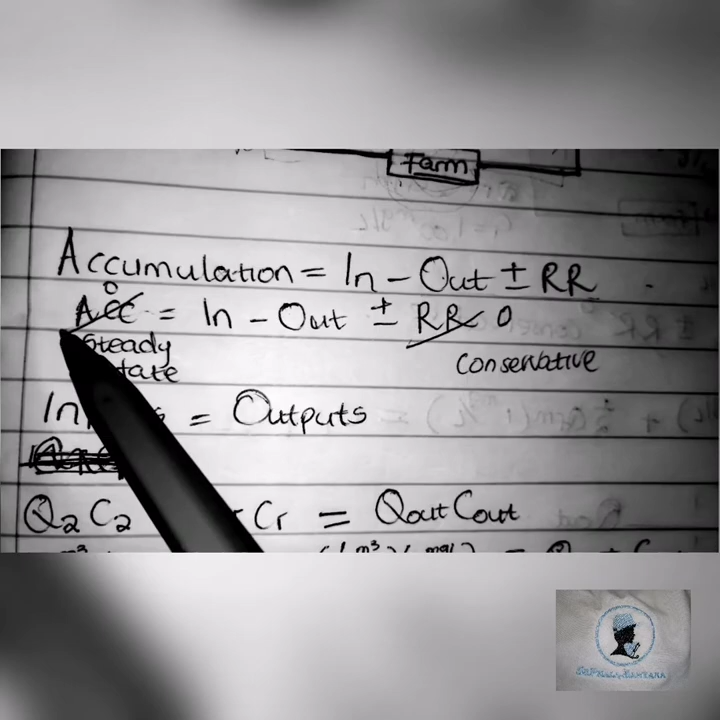 Farm
Accumulation = In - Out ± RR
0
Acc = In - Out ± RR 0
Steady
state
Conservative
= Outputs
Q2 C2 Cr = Qout Cout